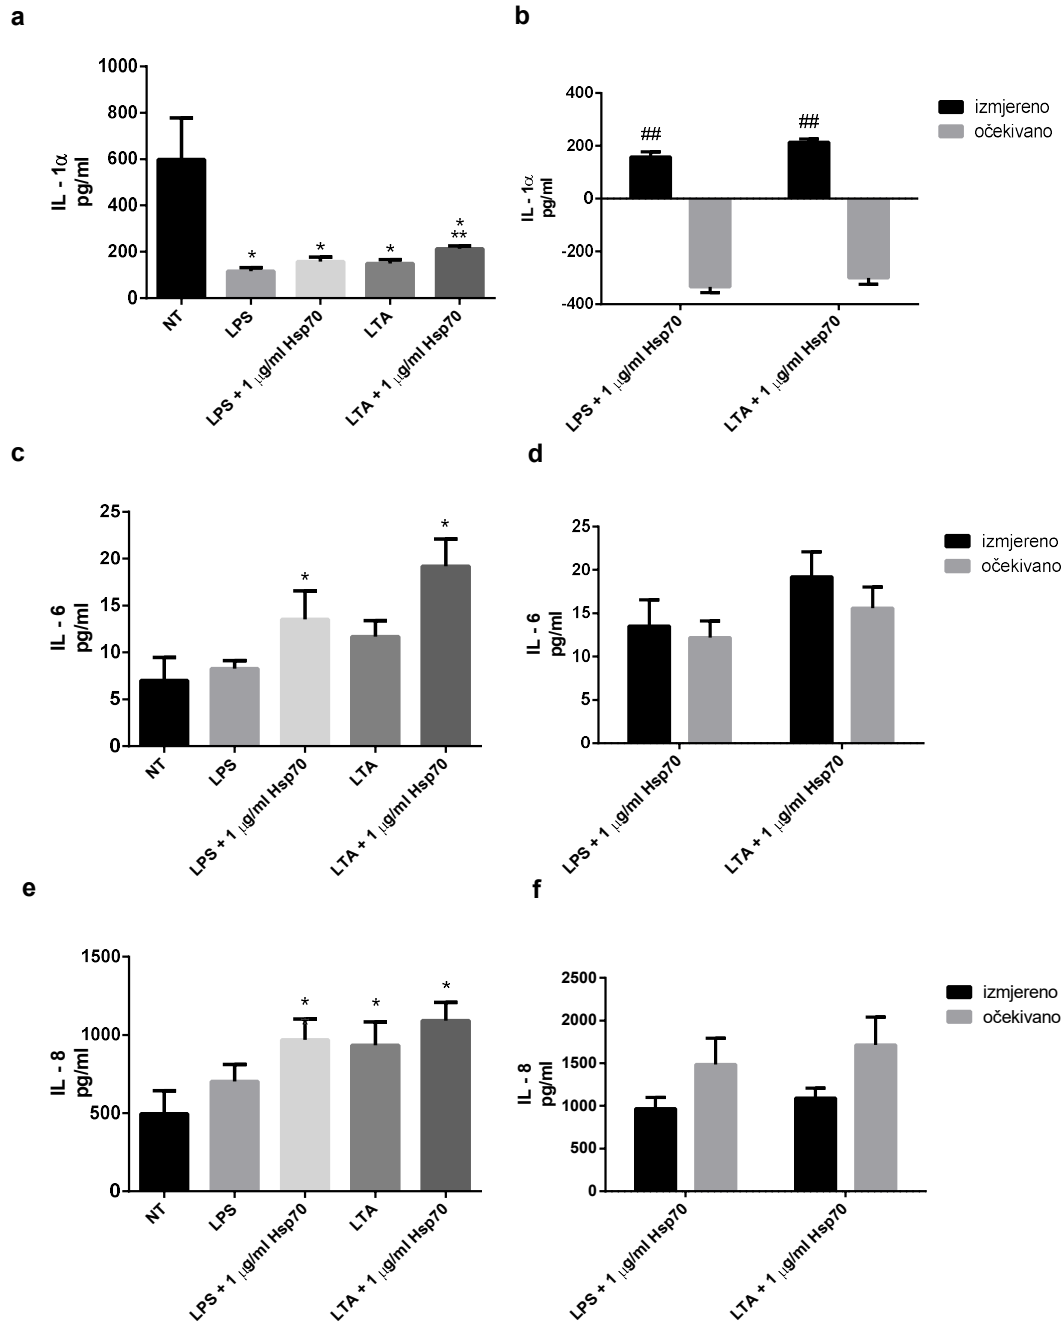 a
1000
800
600
400
200
0
IL - 1α
pg/ml
*
*
*
*
**
NT
LPS
LPS + 1 μg/ml Hsp70
LTA
LTA + 1 μg/ml Hsp70
b
400
200
0
-200
-400
IL - 1α
pg/ml
##
##
izmjereno
očekivano
LPS + 1 μg/ml Hsp70
LTA + 1 μg/ml Hsp70
c
25
20
15
10
5
0
IL - 6
pg/ml
*
*
NT
LPS
LPS + 1 μg/ml Hsp70
LTA
LTA + 1 μg/ml Hsp70
d
25
20
15
10
5
0
IL - 6
pg/ml
izmjereno
očekivano
LPS + 1 μg/ml Hsp70
LTA + 1 μg/ml Hsp70
e
1500
1000
500
0
IL - 8
pg/ml
*
*
*
NT
LPS
LPS + 1 μg/ml Hsp70
LTA
LTA + 1 μg/ml Hsp70
f
2500
2000
1500
1000
500
0
IL - 8
pg/ml
izmjereno
očekivano
LPS + 1 μg/ml Hsp70
LTA + 1 μg/ml Hsp70